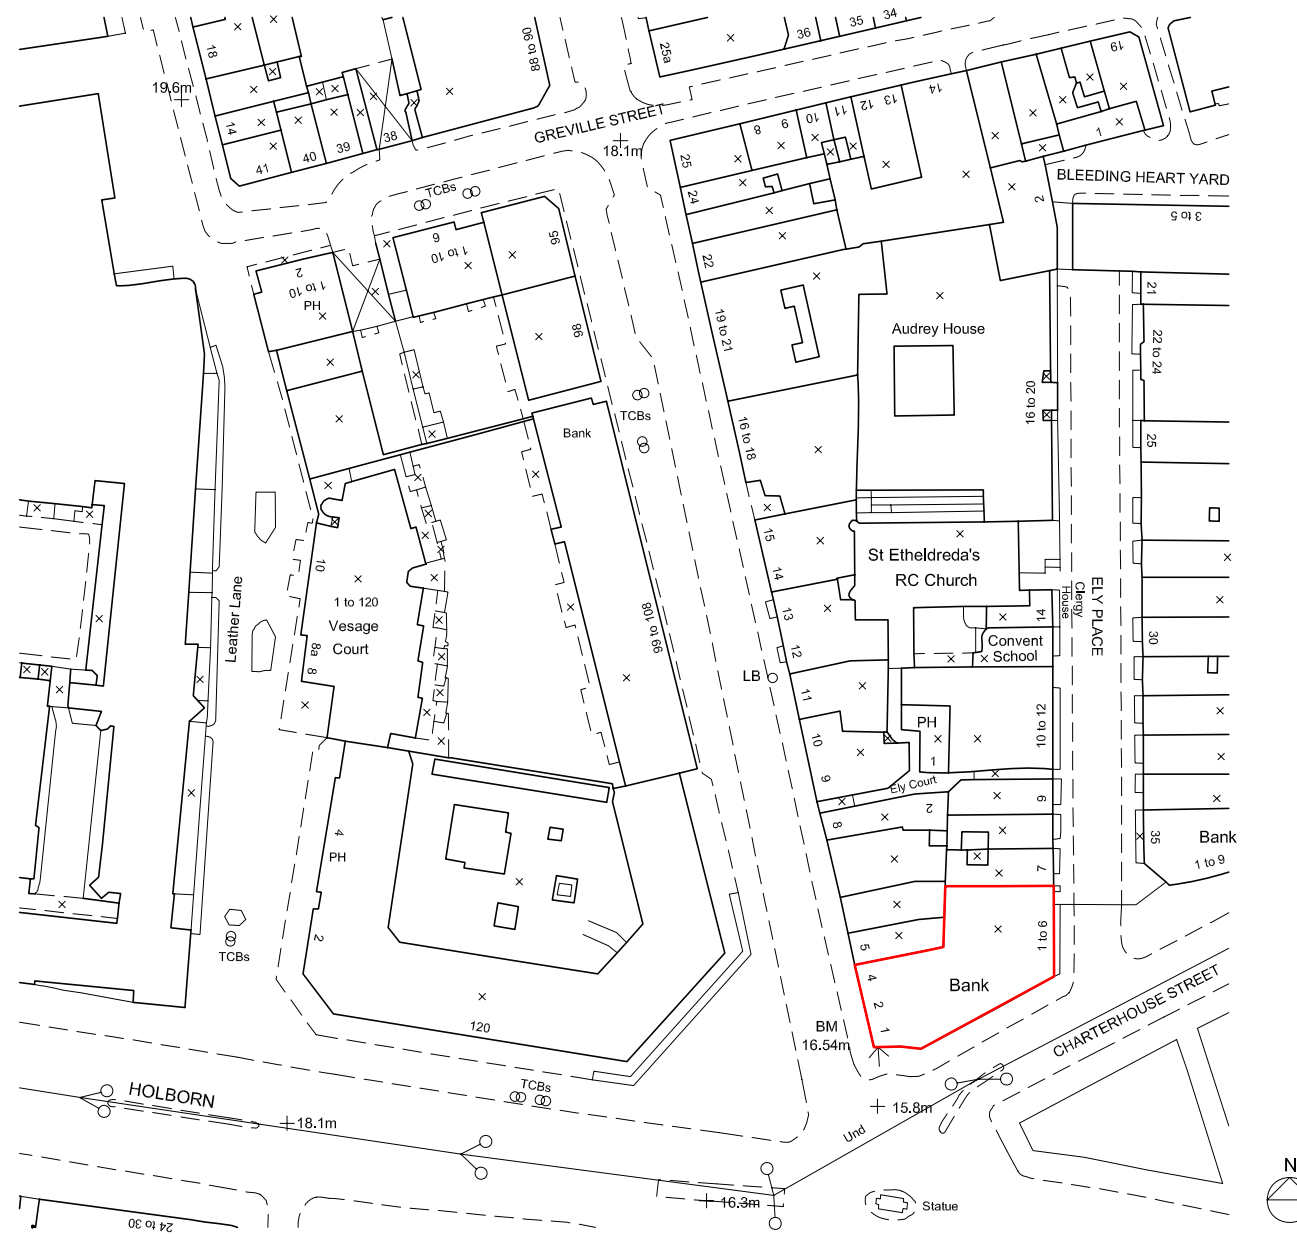 18
88 to 90
25a
36
35
34
19
19.6m
14
41
40
39
38
GREVILLE STREET
18.1m
25
8
9
10
11
12
13
14
1
BLEEDING HEART YARD
3 to 5
TCBs
24
2
22
6
1 to 10
95
2
1 to 10
PH
98
19 to 21
Audrey House
21
22 to 24
16 to 20
TCBs
Bank
16 to 18
25
15
14
St Etheldreda's
RC Church
10
1 to 120
Vesage
Court
Leather Lane
8a
8
99 to 108
13
12
14
Clergy
House
ELY PLACE
30
Convent
School
LB
11
10
9
PH
1
10 to 12
Ely Court
2
9
8
7
35
Bank
1 to 9
4
PH
2
TCBs
5
4
2
1
1 to 6
Bank
120
BM
16.54m
CHARTERHOUSE STREET
HOLBORN
TCBs
18.1m
15.8m
Und
16.3m
Statue
24 to 30
N